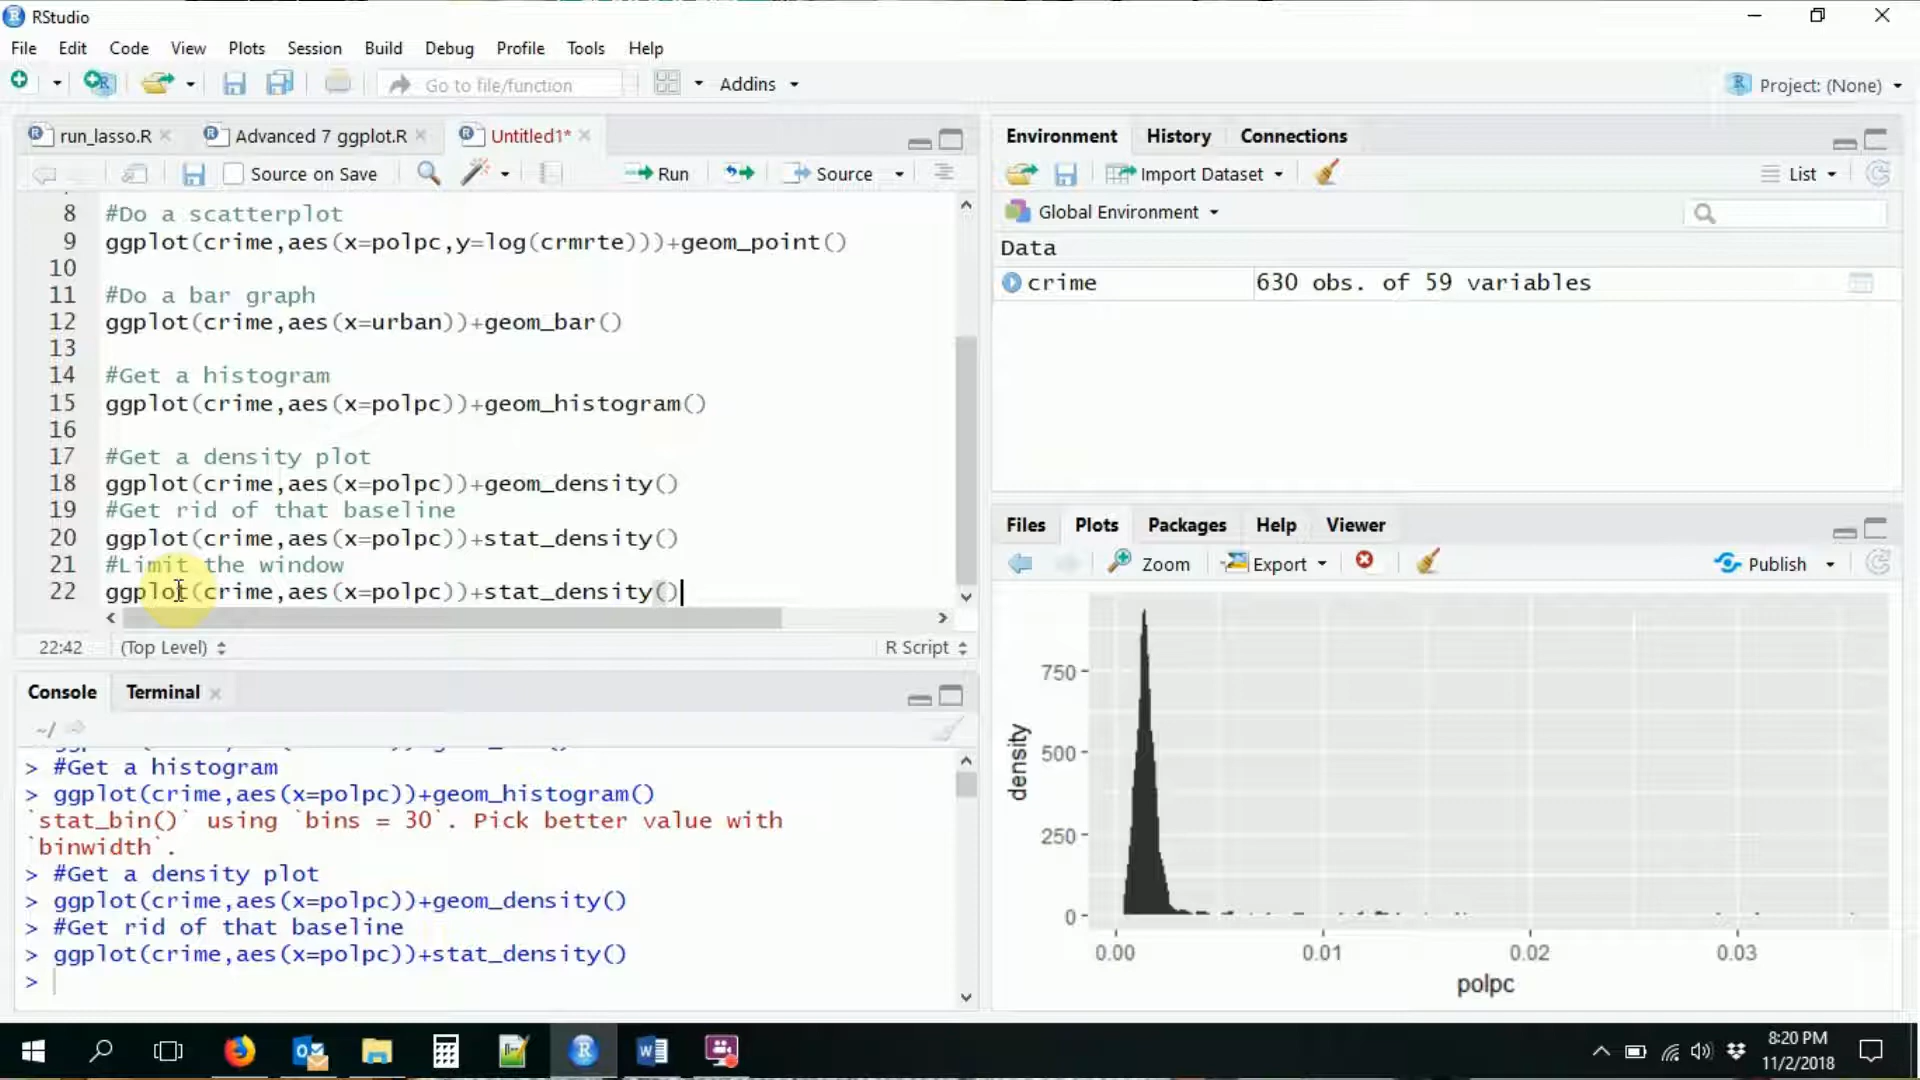 RStudio
File Edit Code View Plots Session Build Debug Profile Tools Help
Go to file/function Addins Project: (None)
run_lasso.R Advanced 7 ggplot.R Untitled1*
Source on Save Run Source
8 #Do a scatterplot
9 ggplot(crime,aes(x=polpc,y=log(crmrte)))+geom_point()
10
11 #Do a bar graph
12 ggplot(crime,aes(x=urban))+geom_bar()
13
14 #Get a histogram
15 ggplot(crime,aes(x=polpc))+geom_histogram()
16
17 #Get a density plot
18 ggplot(crime,aes(x=polpc))+geom_density()
19 #Get rid of that baseline
20 ggplot(crime,aes(x=polpc))+stat_density()
21 #Limit the window
22 ggplot(crime,aes(x=polpc))+stat_density()
22:42 (Top Level) R Script
Console Terminal
~/
> #Get a histogram
> ggplot(crime,aes(x=polpc))+geom_histogram()
`stat_bin()` using `bins = 30`. Pick better value with
`binwidth`.
> #Get a density plot
> ggplot(crime,aes(x=polpc))+geom_density()
> #Get rid of that baseline
> ggplot(crime,aes(x=polpc))+stat_density()
>
Environment History Connections
Import Dataset List
Global Environment
Data
crime 630 obs. of 59 variables
Files Plots Packages Help Viewer
Zoom Export Publish
750
500
250
0
density
0.00 0.01 0.02 0.03
polpc
8:20 PM
11/2/2018